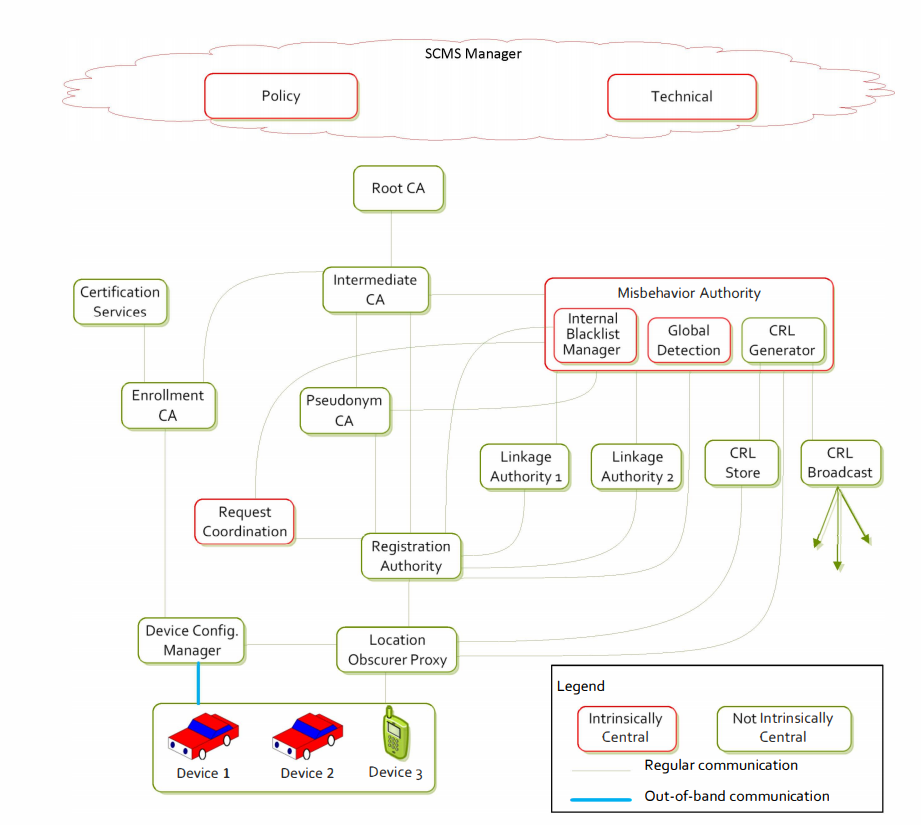 SCMS Manager
Policy
Technical
Root CA
Intermediate
CA
Certification
Services
Misbehavior Authority
Internal
Blacklist
Manager
Global
Detection
CRL
Generator
Enrollment
CA
Pseudonym
CA
Linkage
Authority 1
Linkage
Authority 2
CRL
Store
CRL
Broadcast
Request
Coordination
Registration
Authority
Device Config.
Manager
Location
Obscurer Proxy
Device 1
Device 2
Device 3
Legend
Intrinsically
Central
Not Intrinsically
Central
Regular communication
Out-of-band communication